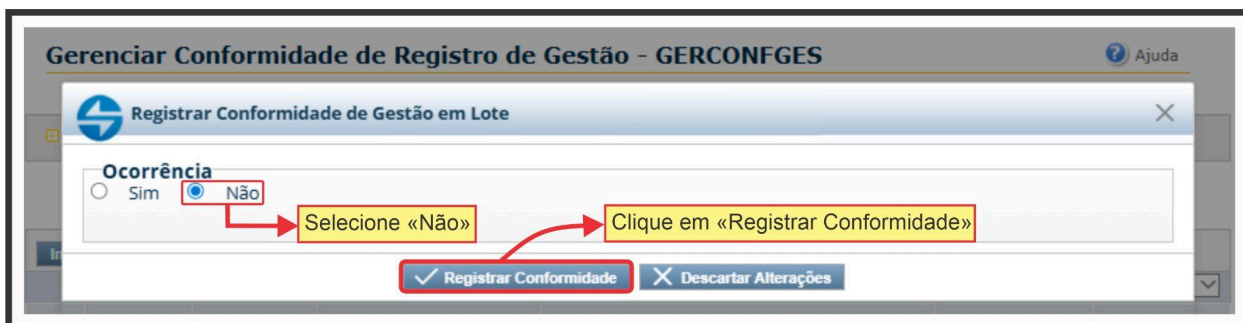 Gerenciar Conformidade de Registro de Gestão - GERCONFGES
Ajuda
Registrar Conformidade de Gestão em Lote
Ocorrência
Sim Não
Selecione «Não»
Clique em «Registrar Conformidade»
Registrar Conformidade
Descartar Alterações